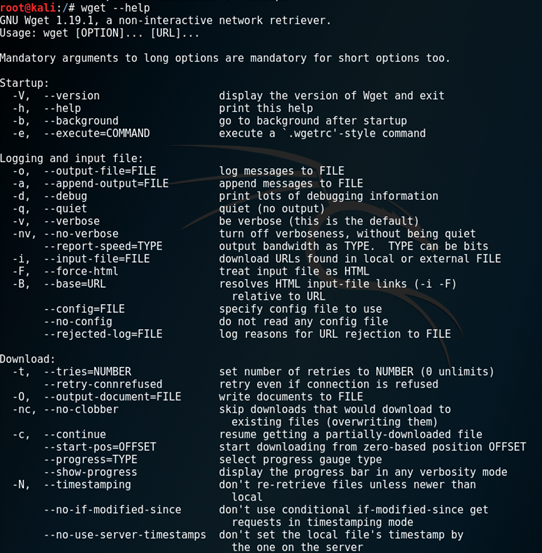 root@kali:/# wget --help
GNU Wget 1.19.1, a non-interactive network retriever.
Usage: wget [OPTION]... [URL]...

Mandatory arguments to long options are mandatory for short options too.

Startup:
  -V,  --version                   display the version of Wget and exit
  -h,  --help                      print this help
  -b,  --background                go to background after startup
  -e,  --execute=COMMAND           execute a `.wgetrc'-style command

Logging and input file:
  -o,  --output-file=FILE          log messages to FILE
  -a,  --append-output=FILE        append messages to FILE
  -d,  --debug                     print lots of debugging information
  -q,  --quiet                     quiet (no output)
  -v,  --verbose                   be verbose (this is the default)
  -nv, --no-verbose                turn off verboseness, without being quiet
       --report-speed=TYPE         output bandwidth as TYPE.  TYPE can be bits
  -i,  --input-file=FILE           download URLs found in local or external FILE
  -F,  --force-html                treat input file as HTML
  -B,  --base=URL                  resolves HTML input-file links (-i -F)
                                     relative to URL
       --config=FILE               specify config file to use
       --no-config                 do not read any config file
       --rejected-log=FILE         log reasons for URL rejection to FILE

Download:
  -t,  --tries=NUMBER              set number of retries to NUMBER (0 unlimits)
       --retry-connrefused         retry even if connection is refused
  -O,  --output-document=FILE      write documents to FILE
  -nc, --no-clobber                skip downloads that would download to
                                     existing files (overwriting them)
  -c,  --continue                  resume getting a partially-downloaded file
       --start-pos=OFFSET          start downloading from zero-based position OFFSET
       --progress=TYPE             select progress gauge type
       --show-progress             display the progress bar in any verbosity mode
  -N,  --timestamping              don't re-retrieve files unless newer than
                                     local
       --no-if-modified-since      don't use conditional if-modified-since get
                                     requests in timestamping mode
       --no-use-server-timestamps  don't set the local file's timestamp by
                                     the one on the server